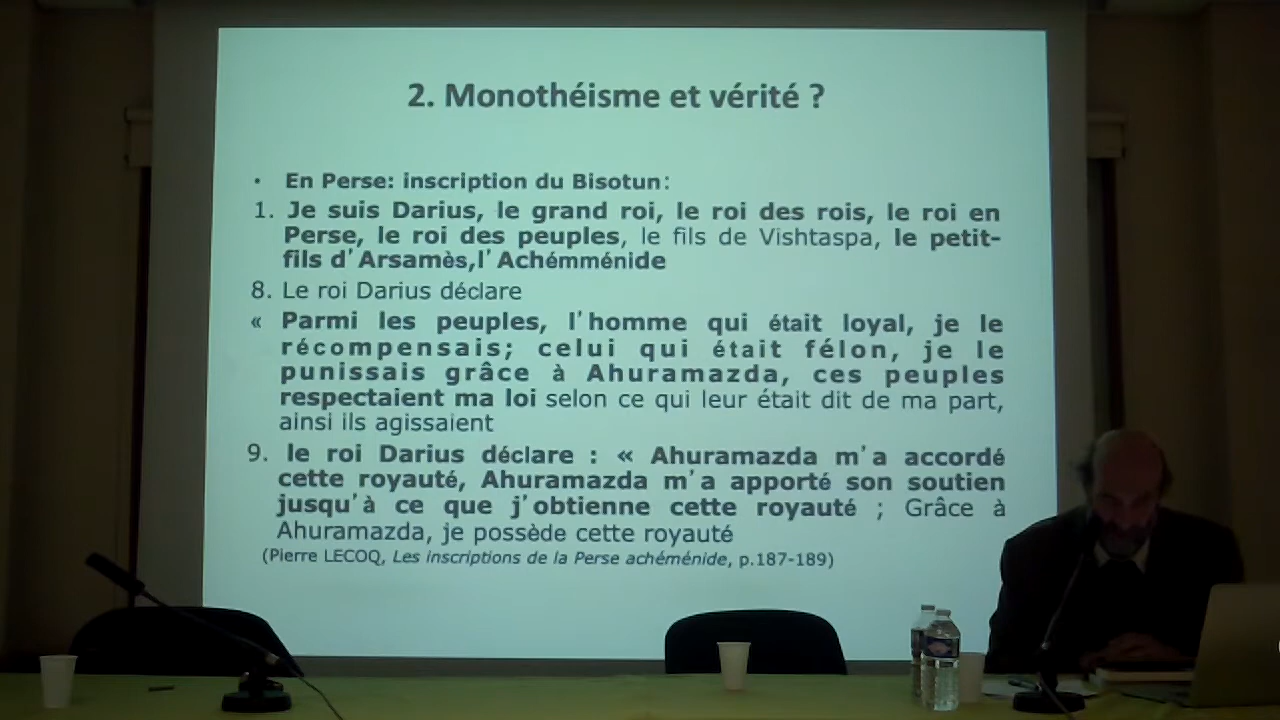 2. Monothéisme et vérité ?
• En Perse: inscription du Bisotun:
1. Je suis Darius, le grand roi, le roi des rois, le roi en
Perse, le roi des peuples, le fils de Vishtaspa, le petit-
fils d'Arsamès,l'Achémménide
8. Le roi Darius déclare
« Parmi les peuples, l'homme qui était loyal, je le
récompensais; celui qui était félon, je le
punissais grâce à Ahuramazda, ces peuples
respectaient ma loi selon ce qui leur était dit de ma part,
ainsi ils agissaient
9. le roi Darius déclare : « Ahuramazda m'a accordé
cette royauté, Ahuramazda m'a apporté son soutien
jusqu'à ce que j'obtienne cette royauté ; Grâce à
Ahuramazda, je possède cette royauté
(Pierre LECOQ, Les inscriptions de la Perse achéménide, p.187-189)